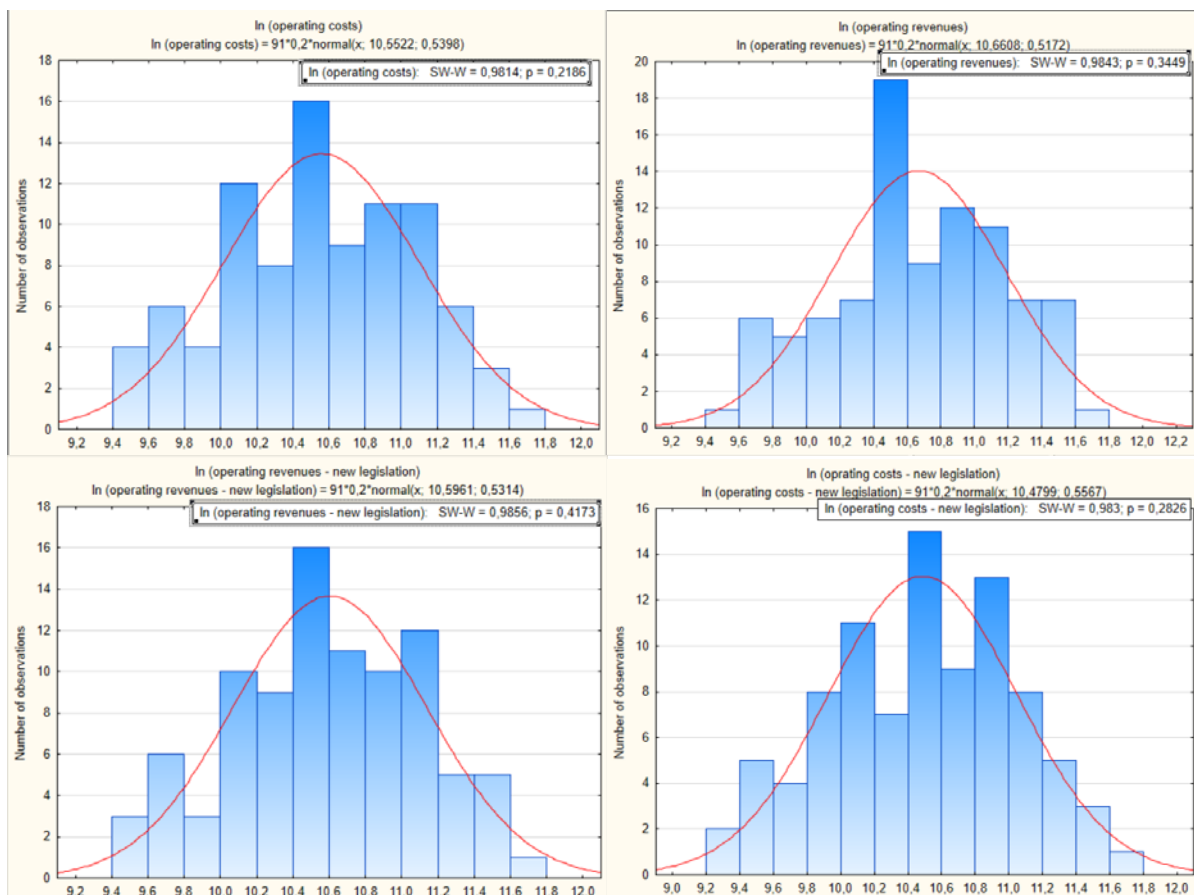 ln (operating costs)
ln (operating costs) = 91*0,2*normal(x; 10,5522; 0,5398)
ln (operating costs): SW-W = 0,9814; p = 0,2186
18
16
14
12
10
8
6
4
2
0
Number of observations
9,2 9,4 9,6 9,8 10,0 10,2 10,4 10,6 10,8 11,0 11,2 11,4 11,6 11,8 12,0
ln (operating revenues)
ln (operating revenues) = 91*0,2*normal(x; 10,6608; 0,5172)
ln (operating revenues): SW-W = 0,9843; p = 0,3449
20
18
16
14
12
10
8
6
4
2
0
Number of observations
9,2 9,4 9,6 9,8 10,0 10,2 10,4 10,6 10,8 11,0 11,2 11,4 11,6 11,8 12,0 12,2
ln (operating revenues - new legislation)
ln (operating revenues - new legislation) = 91*0,2*normal(x; 10,5961; 0,5314)
ln (operating revenues - new legislation): SW-W = 0,9856; p = 0,4173
18
16
14
12
10
8
6
4
2
0
Number of observations
9,2 9,4 9,6 9,8 10,0 10,2 10,4 10,6 10,8 11,0 11,2 11,4 11,6 11,8 12,0
ln (operating costs - new legislation)
ln (operating costs - new legislation) = 91*0,2*normal(x; 10,4799; 0,5567)
ln (operating costs - new legislation): SW-W = 0,983; p = 0,2826
16
14
12
10
8
6
4
2
0
Number of observations
9,0 9,2 9,4 9,6 9,8 10,0 10,2 10,4 10,6 10,8 11,0 11,2 11,4 11,6 11,8 12,0